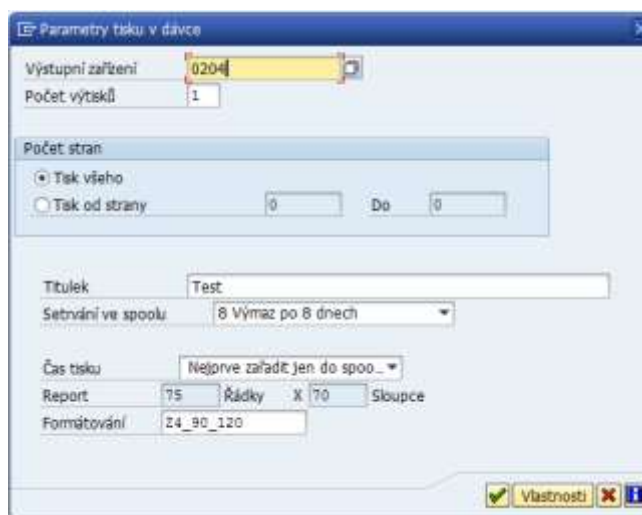 Parametry tisku v dávce
Výstupní zařízení 0204
Počet výtisků 1
Počet stran
Tisk všeho
Tisk od strany 0 Do 0
Titulek Test
Setrvání ve spoolu 8 Výmaz po 8 dnech
Čas tisku Nejprve zařadit jen do spoo..
Report 75 Řádky X 70 Sloupce
Formátování Z4_90_120
Vlastnosti